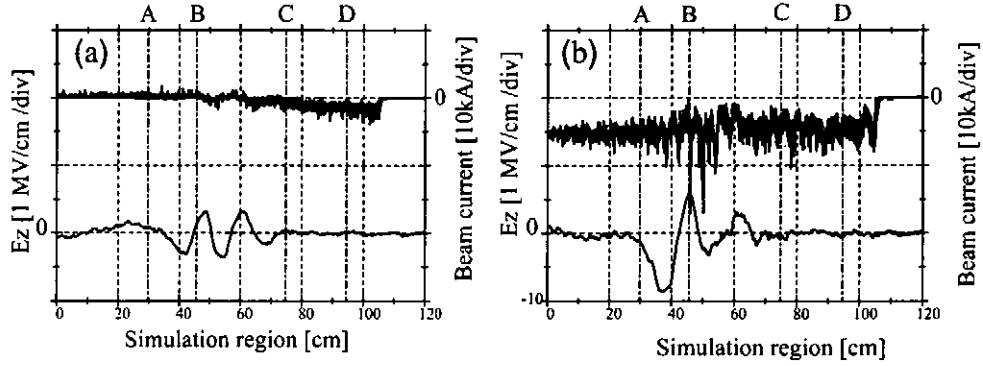 A B C D
(a)
Ez [1 MV/cm /div]
0
0
Beam current [10kA/div]
0 20 40 60 80 100 120
Simulation region [cm]
A B C D
(b)
Ez [1 MV/cm /div]
0
-10
0
Beam current [10kA/div]
0 20 40 60 80 100 120
Simulation region [cm]